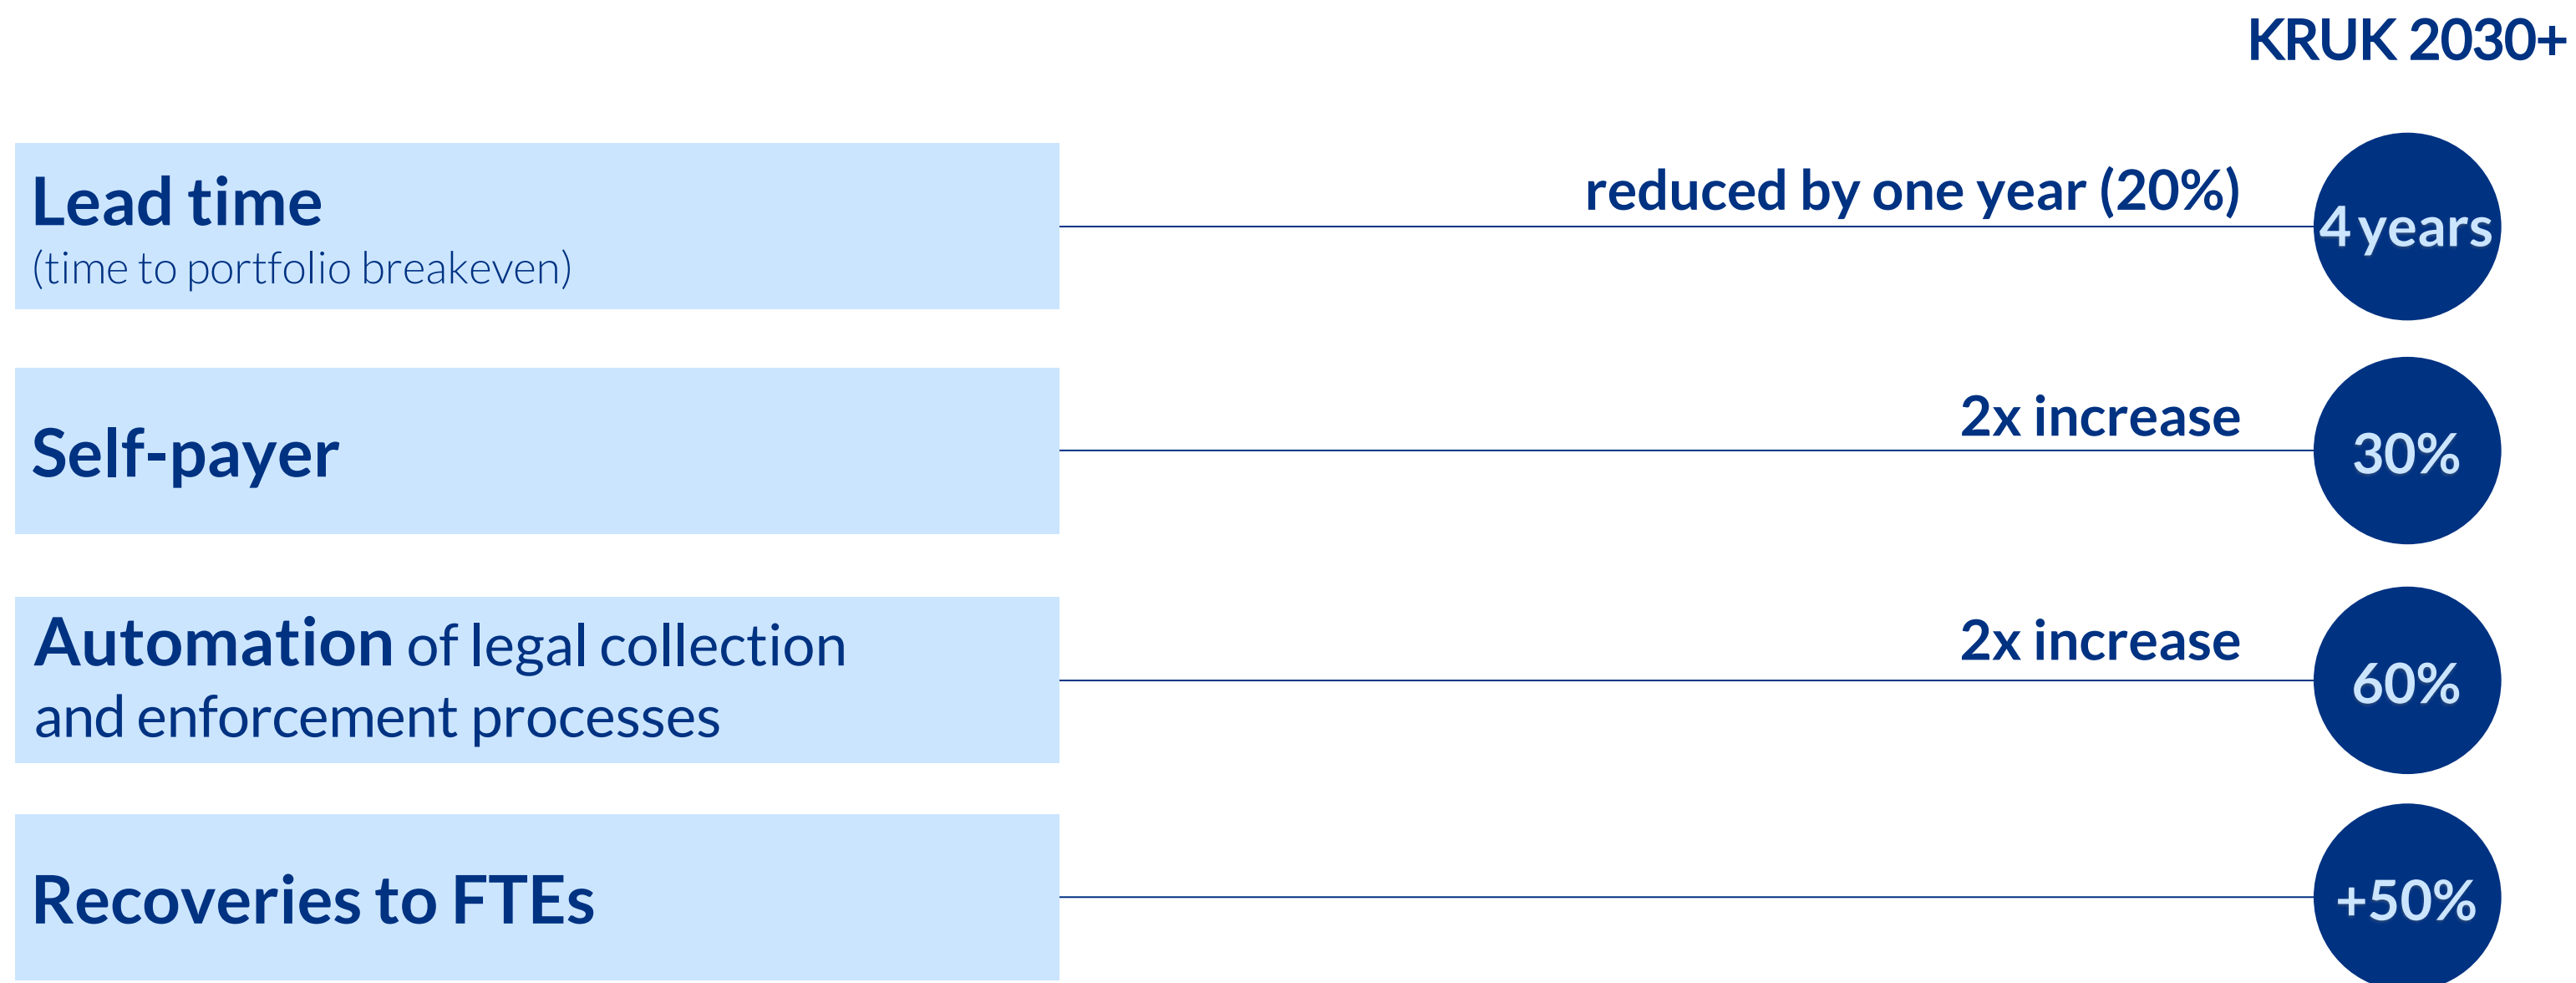 KRUK 2030+
Lead time
(time to portfolio breakeven)
reduced by one year (20%)
4 years
Self-payer
2x increase
30%
Automation of legal collection
and enforcement processes
2x increase
60%
Recoveries to FTEs
+50%